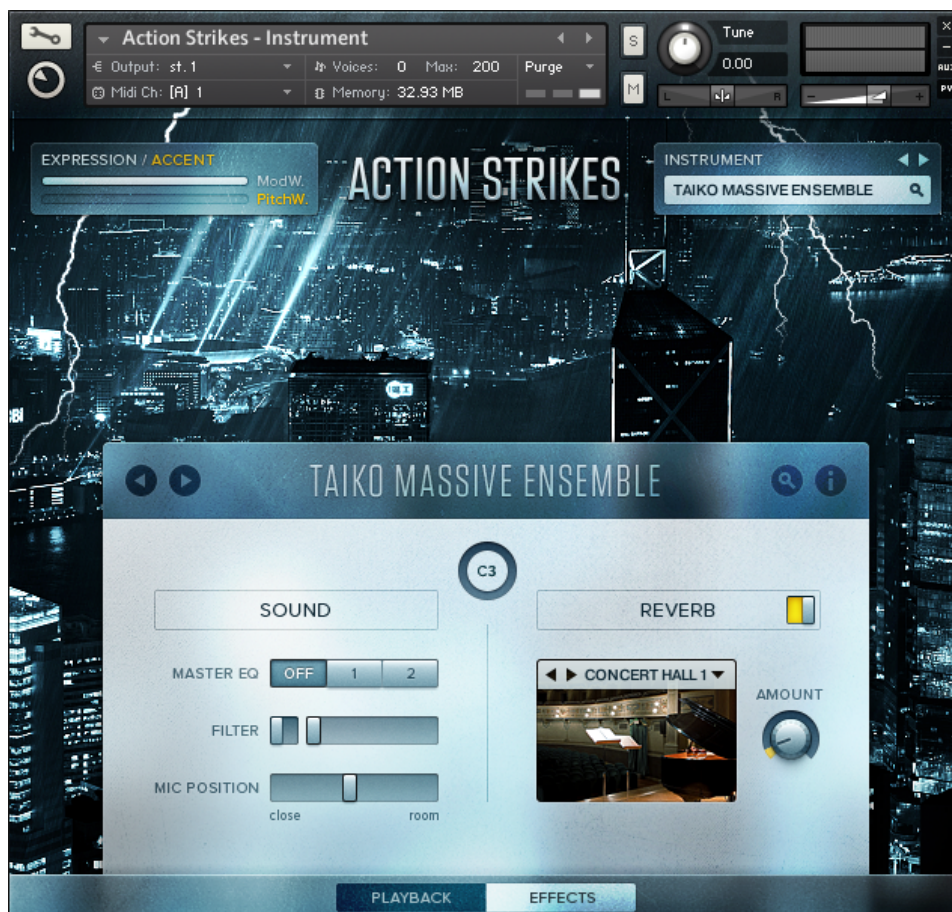 Action Strikes - Instrument
Output: st.1
Voices: 0 Max: 200
Purge
Midi Ch: [A] 1
Memory: 32.93 MB
S
M
Tune
0.00
L
R
-
+
×
-
AUX
PV
EXPRESSION / ACCENT
ModW.
PitchW.
ACTION STRIKES
INSTRUMENT
TAIKO MASSIVE ENSEMBLE
TAIKO MASSIVE ENSEMBLE
i
C3
SOUND
REVERB
MASTER EQ
OFF
1
2
CONCERT HALL 1
AMOUNT
FILTER
MIC POSITION
close
room
PLAYBACK
EFFECTS